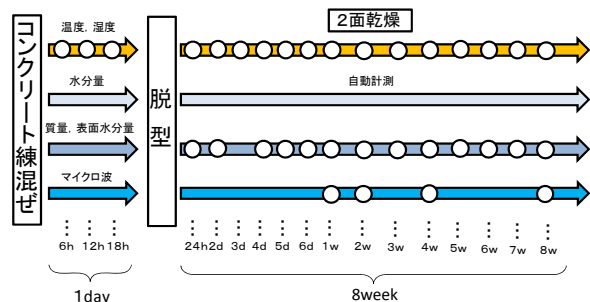 コンクリート練混ぜ
温度, 湿度
水分量
質量, 表面水分量
マイクロ波
脱型
2面乾燥
自動計測
6h 12h 18h
24h 2d 3d 4d 5d 6d 1w 2w 3w 4w 5w 6w 7w 8w
1day
8week